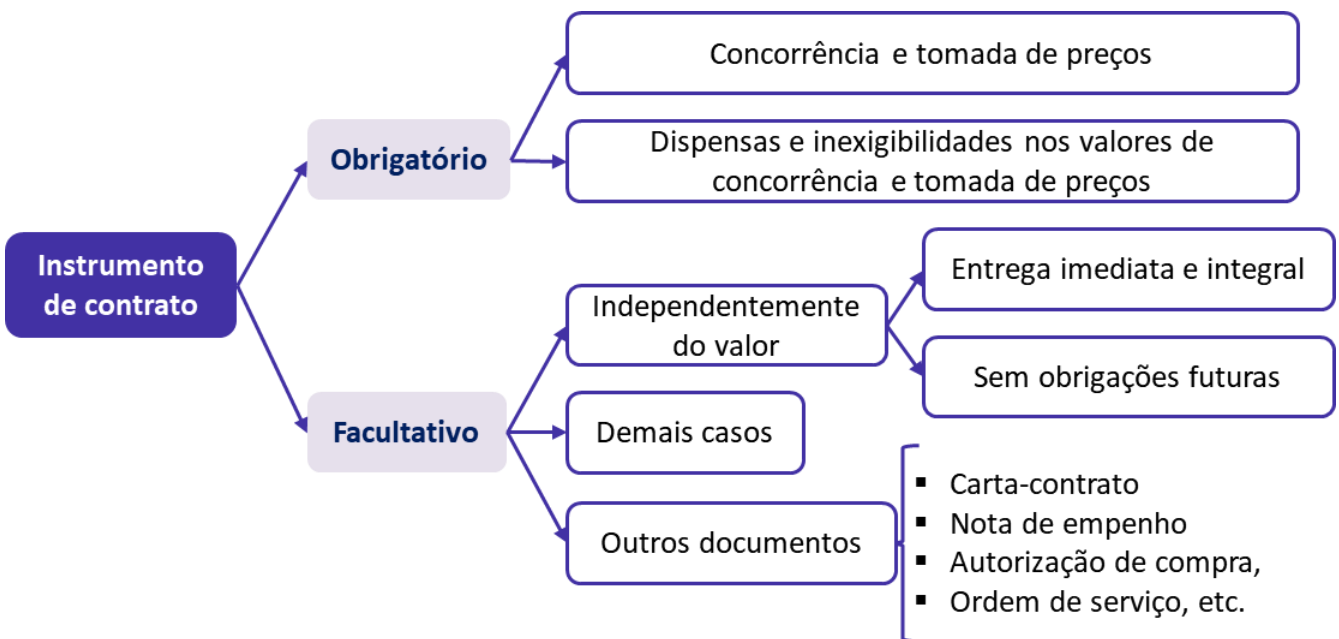 Instrumento
de contrato
Obrigatório
Concorrência e tomada de preços
Dispensas e inexigibilidades nos valores de
concorrência e tomada de preços
Facultativo
Independentemente
do valor
Entrega imediata e integral
Sem obrigações futuras
Demais casos
Outros documentos
▪ Carta-contrato
▪ Nota de empenho
▪ Autorização de compra,
▪ Ordem de serviço, etc.